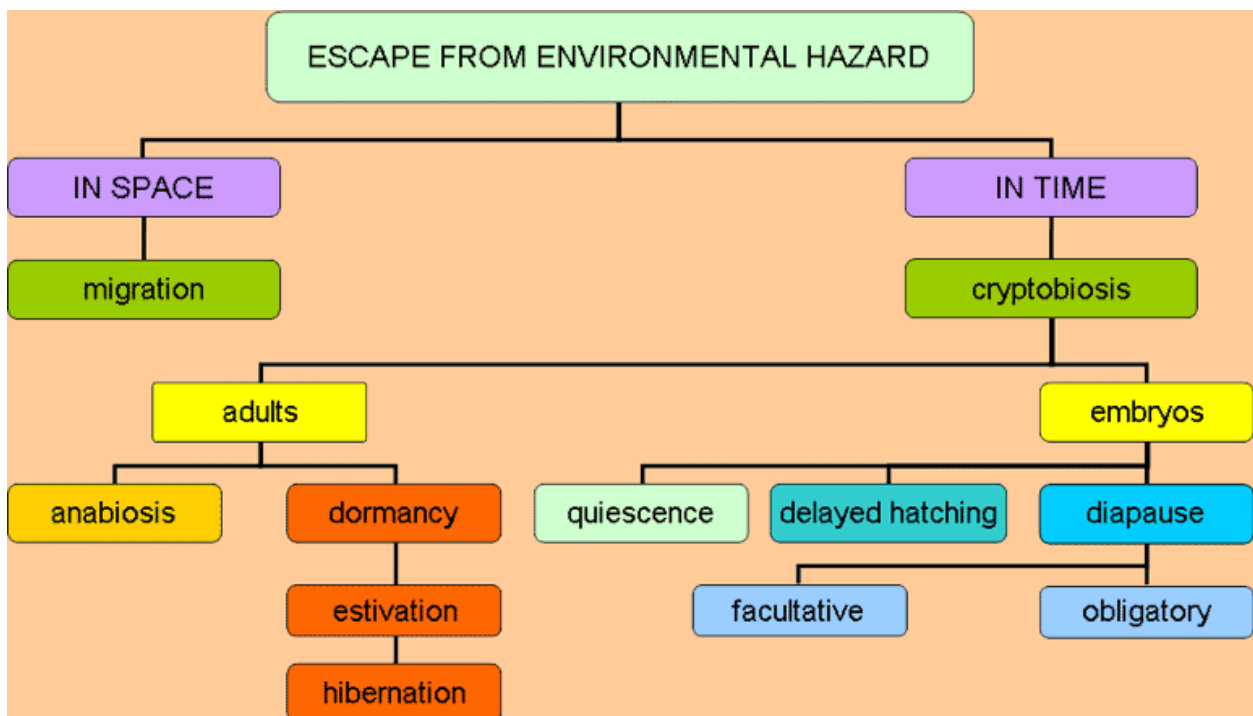 ESCAPE FROM ENVIRONMENTAL HAZARD
IN SPACE
IN TIME
migration
cryptobiosis
adults
embryos
anabiosis
dormancy
quiescence
delayed hatching
diapause
estivation
facultative
obligatory
hibernation